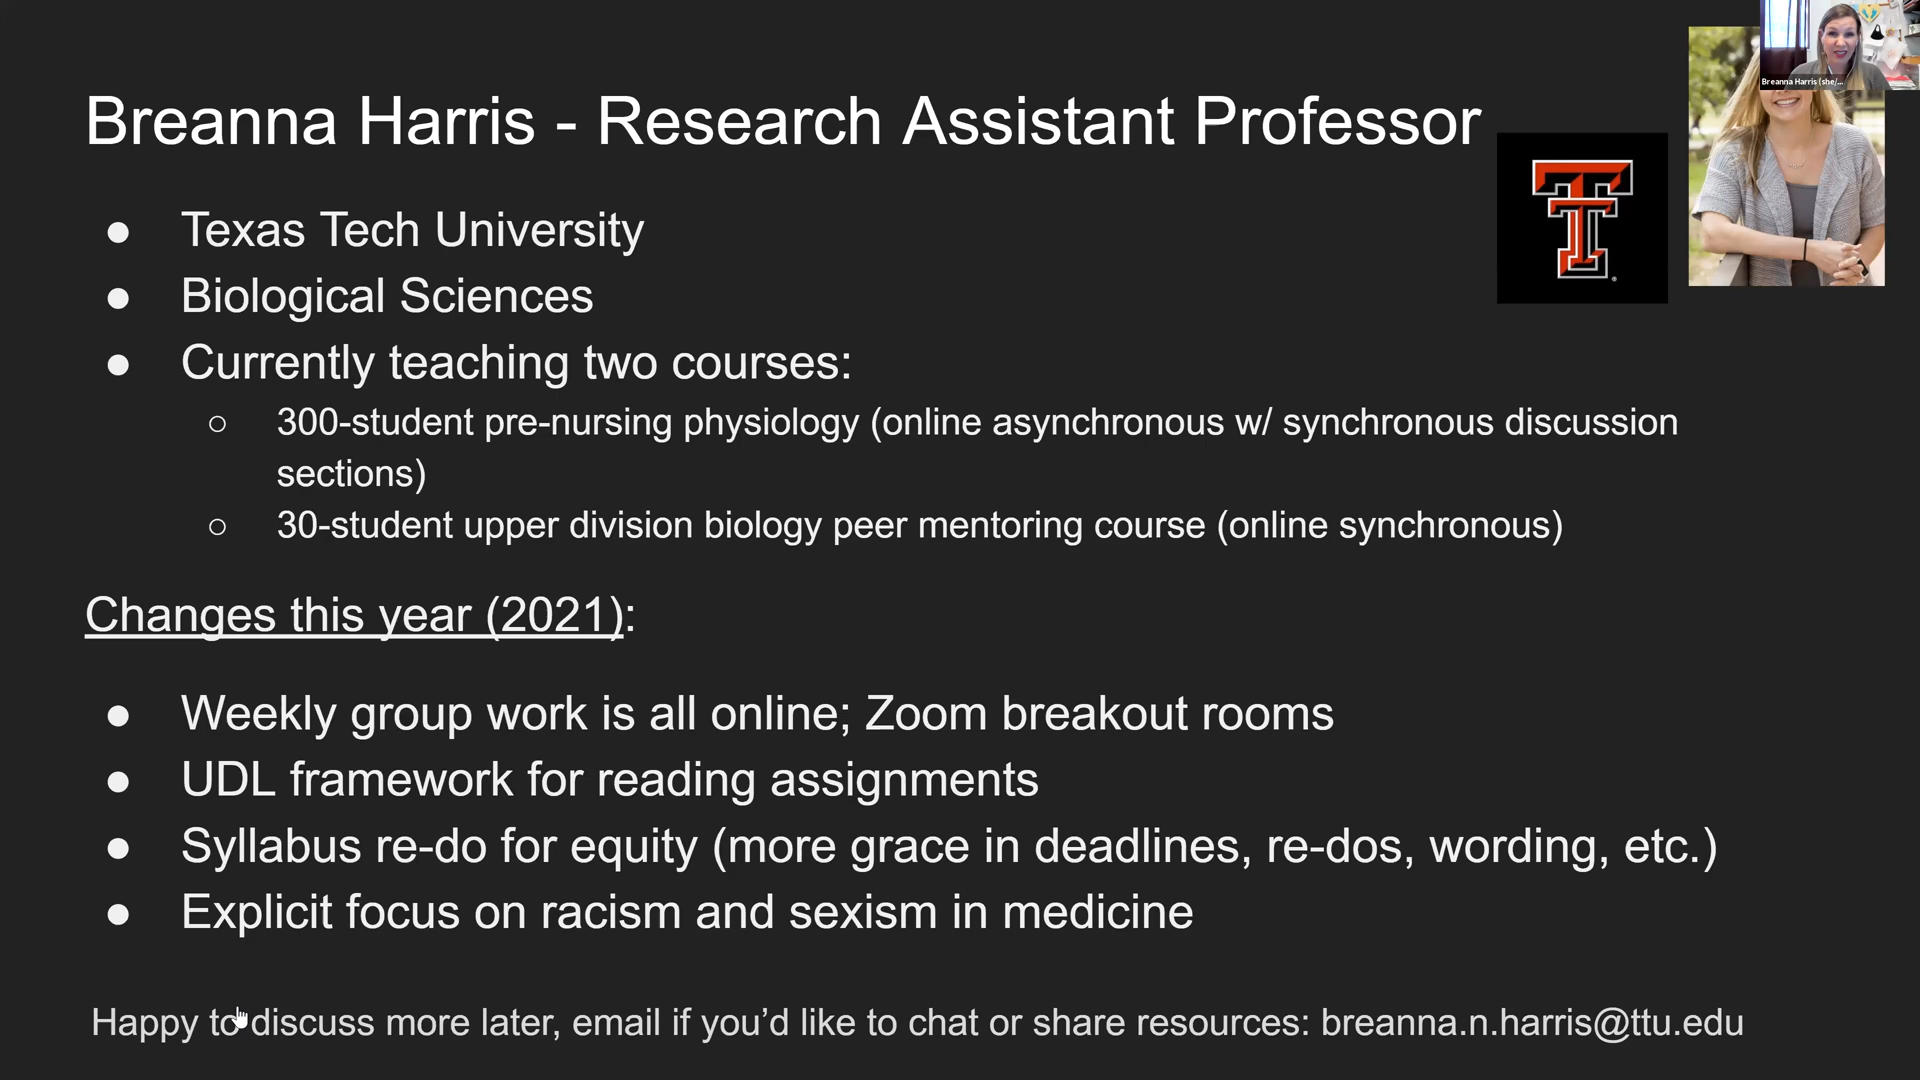 Breanna Harris (she/...
Breanna Harris - Research Assistant Professor
● Texas Tech University
● Biological Sciences
● Currently teaching two courses:
○ 300-student pre-nursing physiology (online asynchronous w/ synchronous discussion
sections)
○ 30-student upper division biology peer mentoring course (online synchronous)
Changes this year (2021):
● Weekly group work is all online; Zoom breakout rooms
● UDL framework for reading assignments
● Syllabus re-do for equity (more grace in deadlines, re-dos, wording, etc.)
● Explicit focus on racism and sexism in medicine
Happy to discuss more later, email if you’d like to chat or share resources: breanna.n.harris@ttu.edu